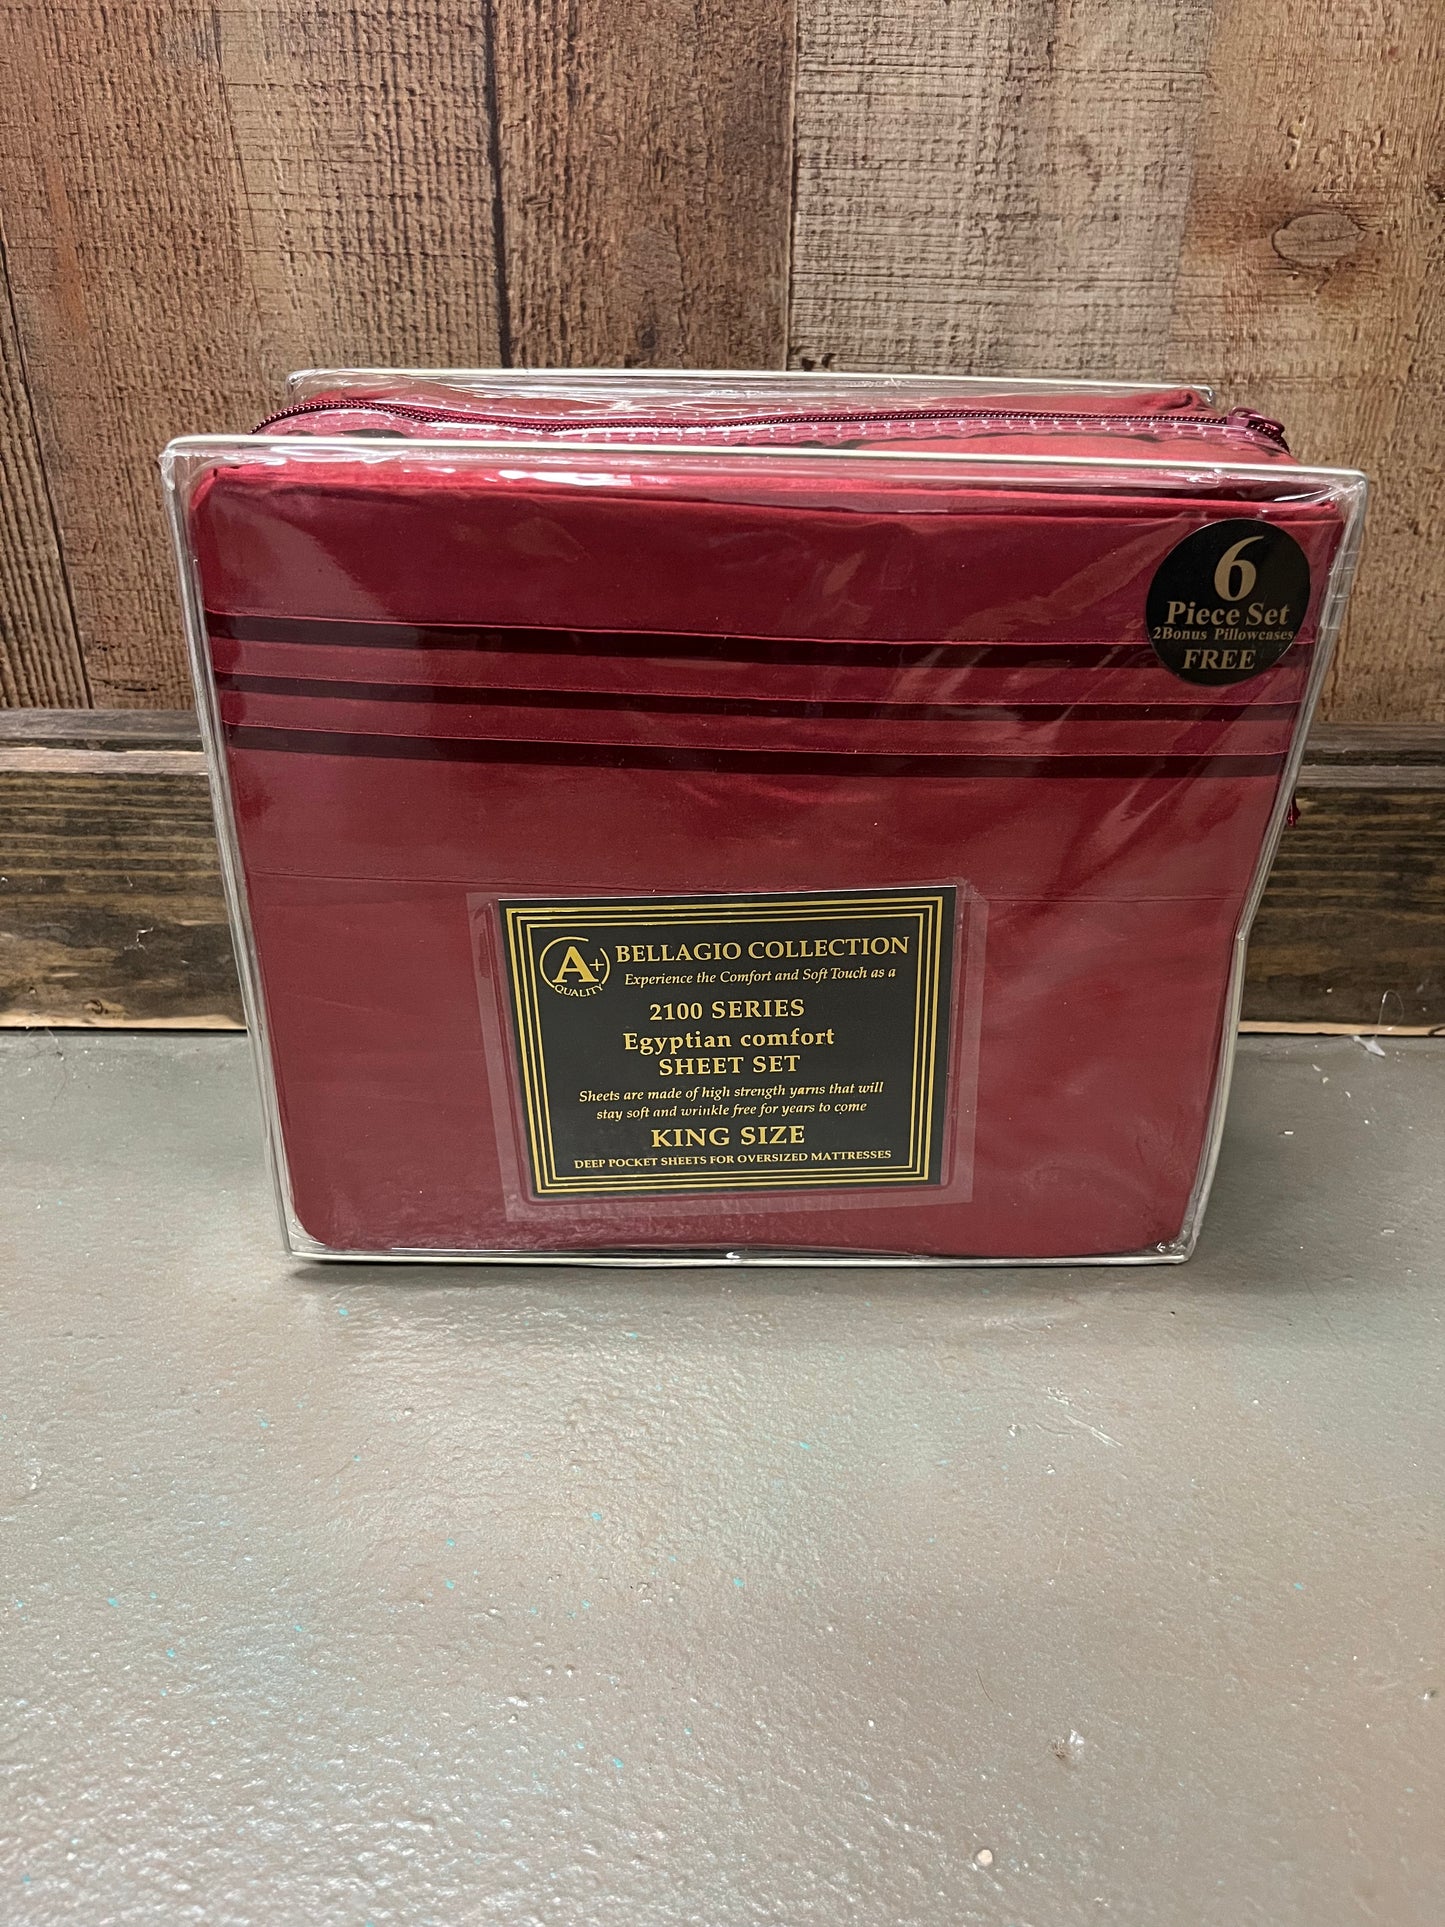 6
Piece Set
2Bonus Pillowcases
FREE
A+
QUALITY
BELLAGIO COLLECTION
Experience the Comfort and Soft Touch as a
2100 SERIES
Egyptian comfort
SHEET SET
Sheets are made of high strength yarns that will
stay soft and wrinkle free for years to come
KING SIZE
DEEP POCKET SHEETS FOR OVERSIZED MATTRESSES